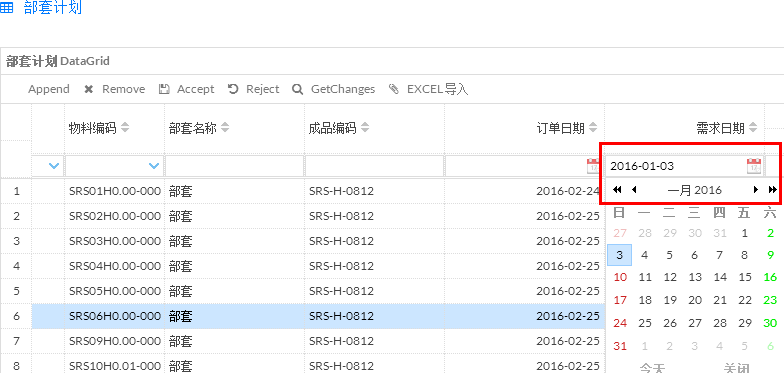 部套计划
部套计划 DataGrid
Append Remove Accept Reject GetChanges EXCEL导入
物料编码 部套名称 成品编码 订单日期 需求日期
2016-01-03
一月 2016
日 一 二 三 四 五 六
27 28 29 30 31 1 2
3 4 5 6 7 8 9
10 11 12 13 14 15 16
17 18 19 20 21 22 23
24 25 26 27 28 29 30
31 1 2 3 4 5 6
今天 关闭
1 SRS01H0.00-000 部套 SRS-H-0812 2016-02-24
2 SRS02H0.00-000 部套 SRS-H-0812 2016-02-25
3 SRS03H0.00-000 部套 SRS-H-0812 2016-02-25
4 SRS04H0.00-000 部套 SRS-H-0812 2016-02-25
5 SRS05H0.00-000 部套 SRS-H-0812 2016-02-25
6 SRS06H0.00-000 部套 SRS-H-0812 2016-02-25
7 SRS09H0.00-000 部套 SRS-H-0812 2016-02-25
8 SRS10H0.01-000 部套 SRS-H-0812 2016-02-25